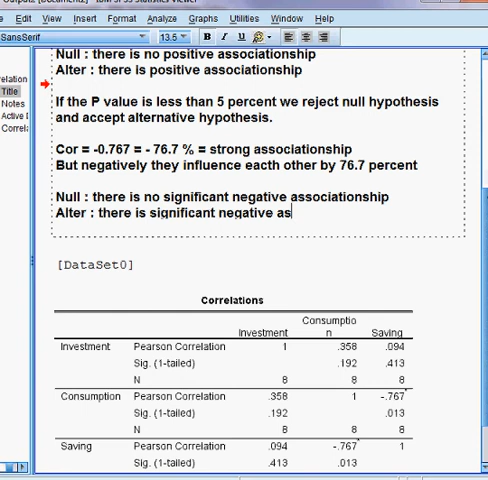 Edit View Insert Format Analyze Graphs Utilities Window Help
SansSerif 13.5 B I U
Title
Notes
Active
Correl
Null : there is no positive associationship
Alter : there is positive associationship
If the P value is less than 5 percent we reject null hypothesis
and accept alternative hypothesis.
Cor = -0.767 = - 76.7 % = strong associationship
But negatively they influence eacth other by 76.7 percent
Null : there is no significant negative associationship
Alter : there is significant negative as
[DataSet0]
Correlations
Investment Consumptio
n Saving
Investment Pearson Correlation 1 .358 .094
Sig. (1-tailed) .192 .413
N 8 8 8
Consumption Pearson Correlation .358 1 -.767*
Sig. (1-tailed) .192 .013
N 8 8 8
Saving Pearson Correlation .094 -.767* 1
Sig. (1-tailed) .413 .013